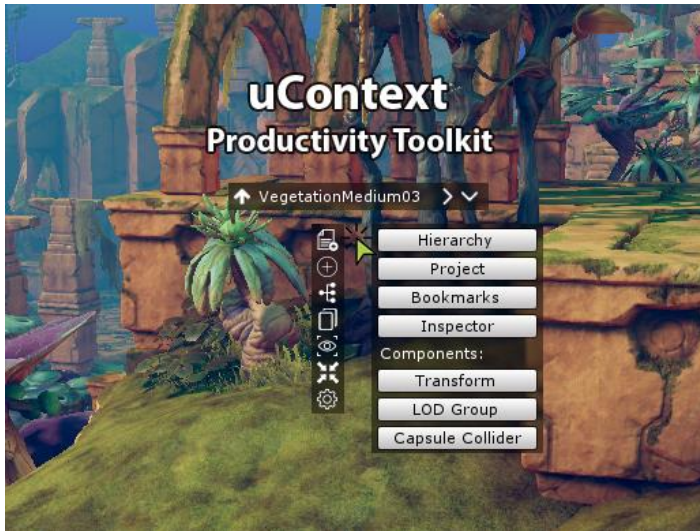 uContext
Productivity Toolkit
VegetationMedium03
Hierarchy
Project
Bookmarks
Inspector
Components:
Transform
LOD Group
Capsule Collider